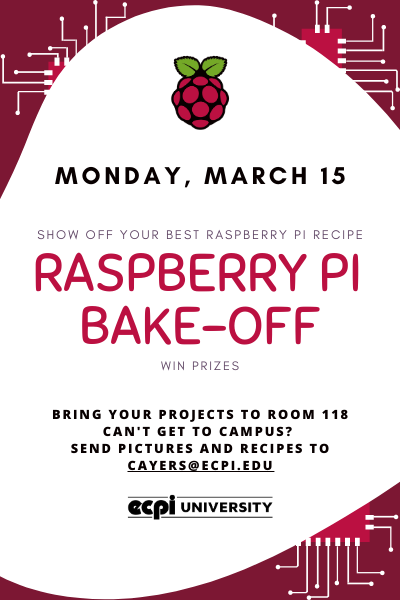 MONDAY, MARCH 15
SHOW OFF YOUR BEST RASPBERRY PI RECIPE
RASPBERRY PI
BAKE-OFF
WIN PRIZES
BRING YOUR PROJECTS TO ROOM 118
CAN'T GET TO CAMPUS?
SEND PICTURES AND RECIPES TO
CAYERS@ECPI.EDU
ecpi UNIVERSITY